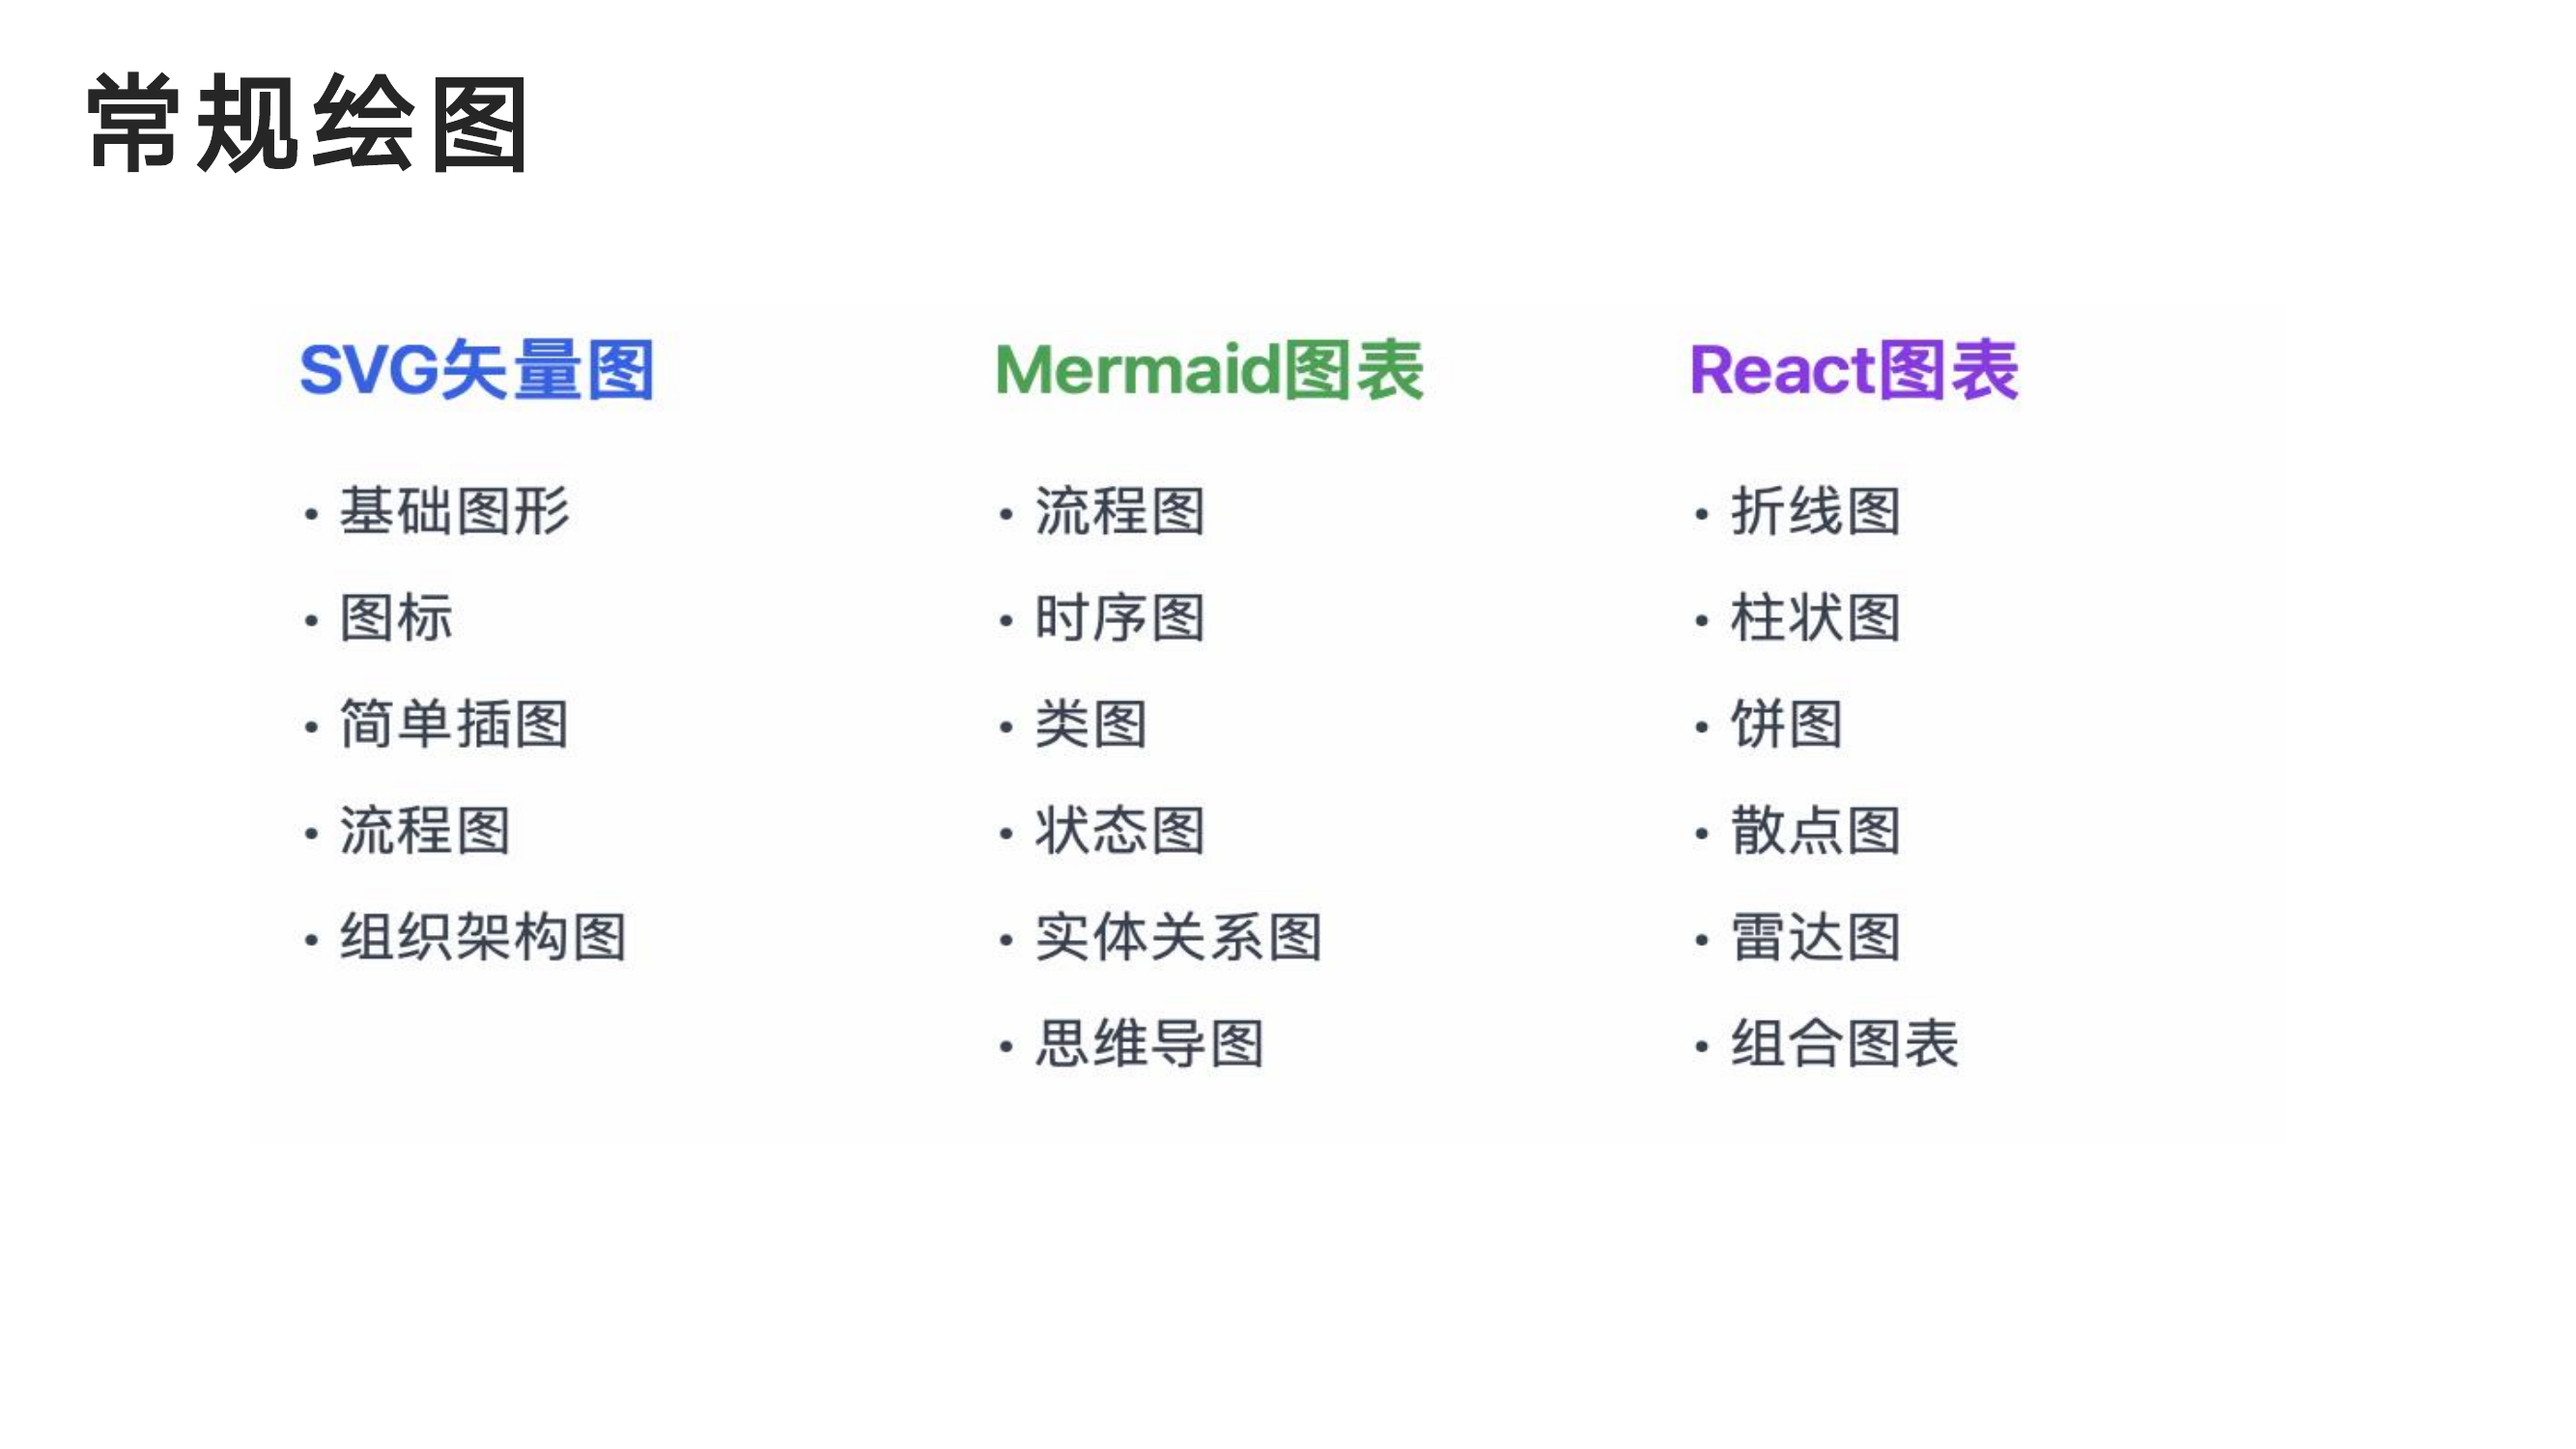 常规绘图
SVG矢量图
• 基础图形
• 图标
• 简单插图
• 流程图
• 组织架构图
Mermaid图表
• 流程图
• 时序图
• 类图
• 状态图
• 实体关系图
• 思维导图
React图表
• 折线图
• 柱状图
• 饼图
• 散点图
• 雷达图
• 组合图表